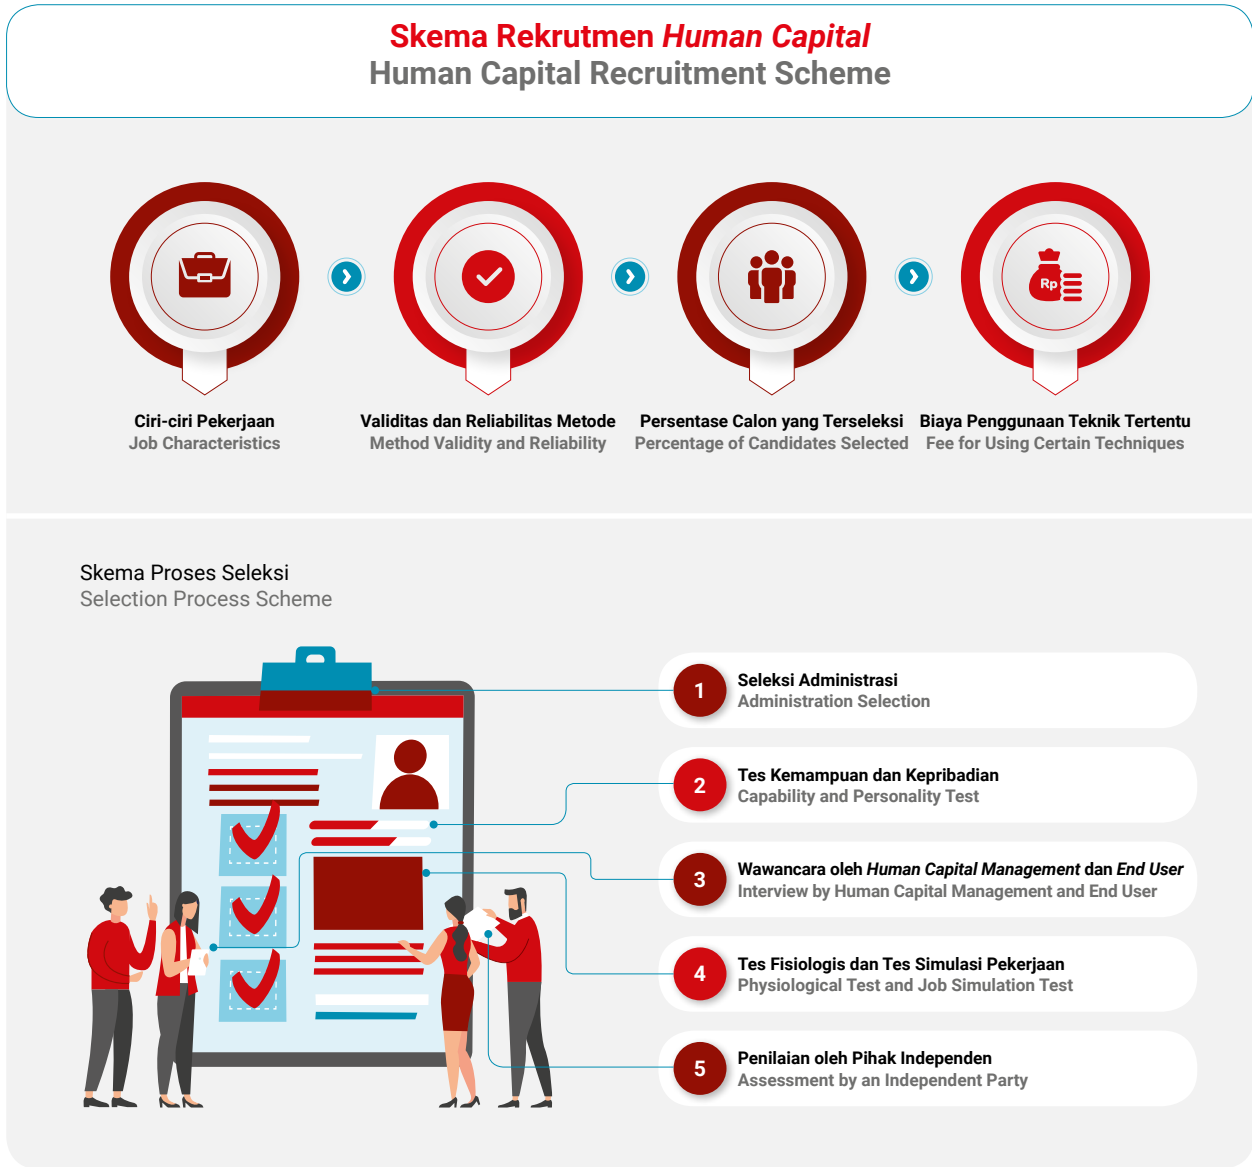 Skema Rekrutmen Human Capital
Human Capital Recruitment Scheme
Rp
Ciri-ciri Pekerjaan
Job Characteristics
Validitas dan Reliabilitas Metode
Method Validity and Reliability
Persentase Calon yang Terseleksi
Percentage of Candidates Selected
Biaya Penggunaan Teknik Tertentu
Fee for Using Certain Techniques
Skema Proses Seleksi
Selection Process Scheme
1
Seleksi Administrasi
Administration Selection
2
Tes Kemampuan dan Kepribadian
Capability and Personality Test
3
Wawancara oleh Human Capital Management dan End User
Interview by Human Capital Management and End User
4
Tes Fisiologis dan Tes Simulasi Pekerjaan
Physiological Test and Job Simulation Test
5
Penilaian oleh Pihak Independen
Assessment by an Independent Party